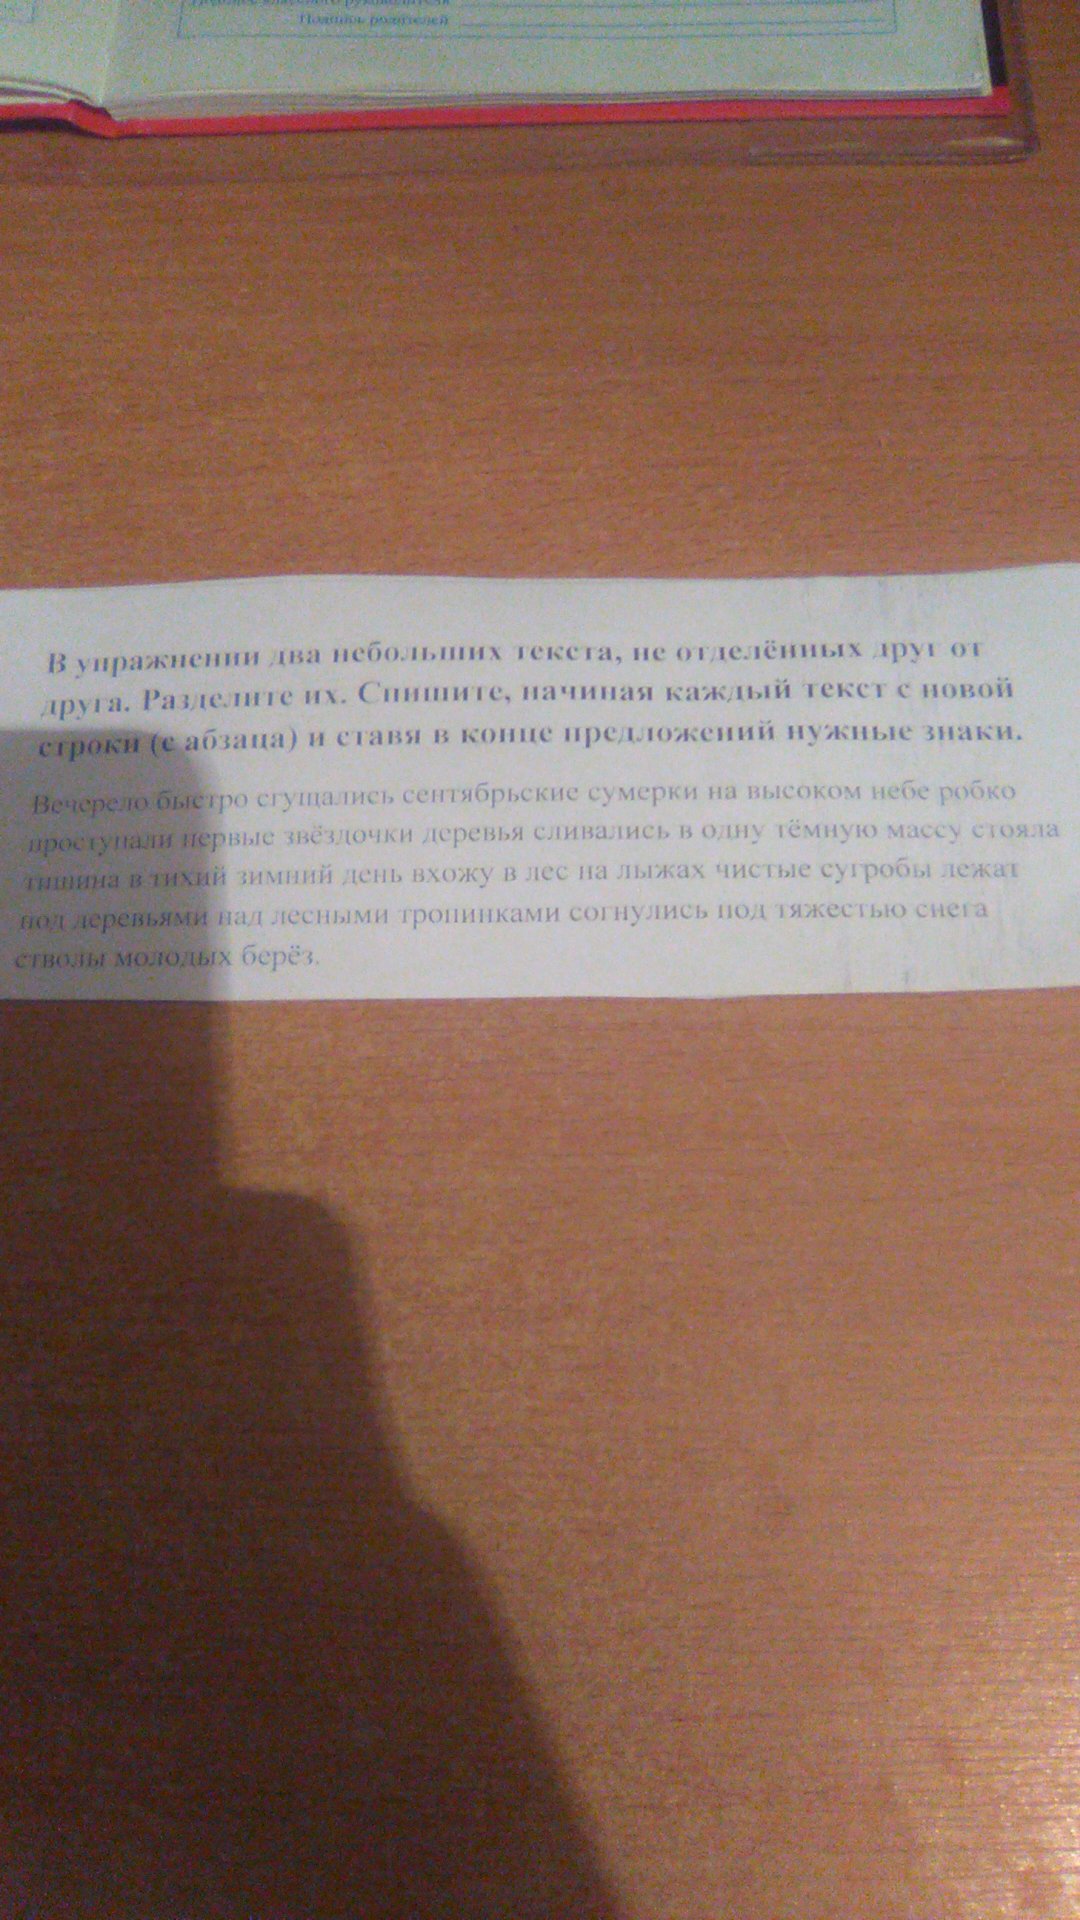 Подпись родителей
В упражнении два небольших текста, не отделённых друг от
друга. Разделите их. Спишите, начиная каждый текст с новой
строки (с абзаца) и ставя в конце предложений нужные знаки.
Вечерело быстро сгущались сентябрьские сумерки на высоком небе робко
проступали первые звёздочки деревья сливались в одну тёмную массу стояла
тишина в тихий зимний день вхожу в лес на лыжах чистые сугробы лежат
под деревьями над лесными тропинками согнулись под тяжестью снега
стволы молодых берёз.